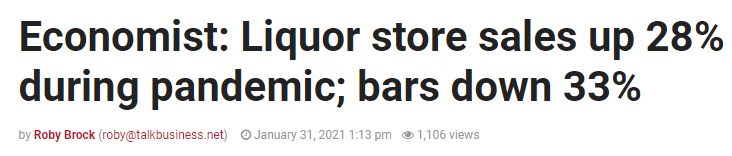 Economist: Liquor store sales up 28%
during pandemic; bars down 33%
by Roby Brock (roby@talkbusiness.net) January 31, 2021 1:13 pm 1,106 views